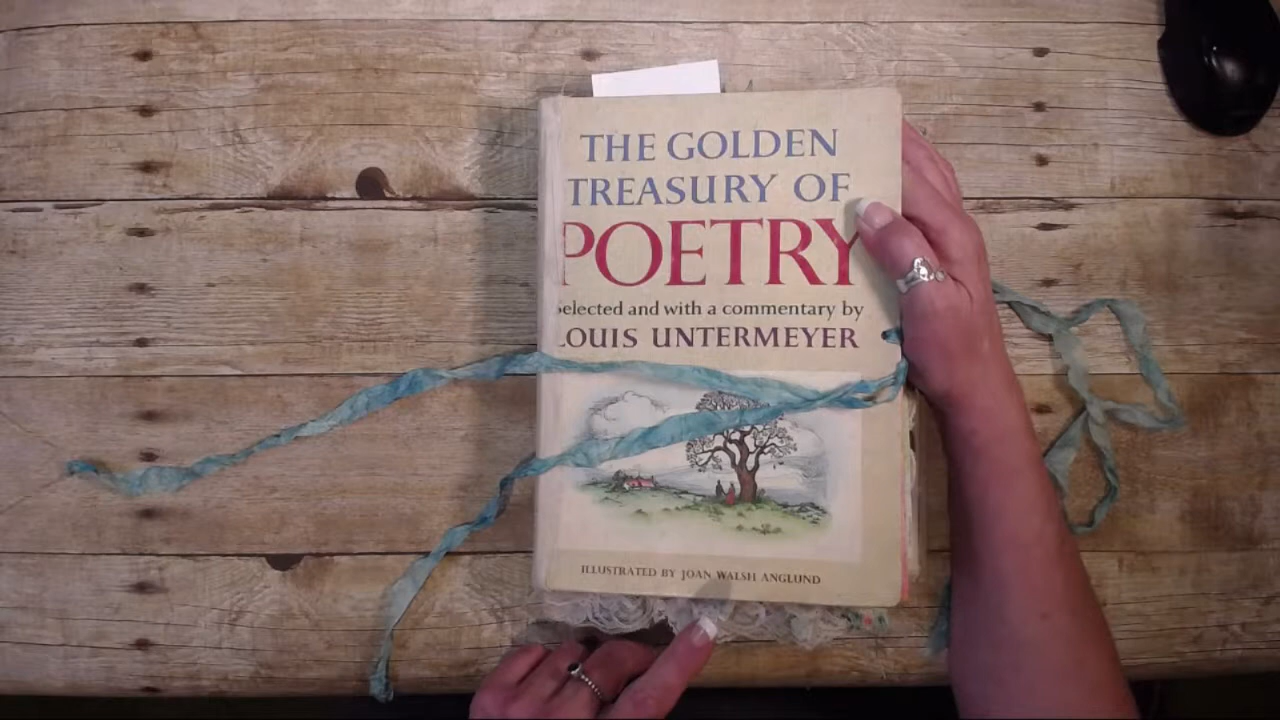 THE GOLDEN
TREASURY OF
POETRY
Selected and with a commentary by
LOUIS UNTERMEYER
ILLUSTRATED BY JOAN WALSH ANGLUND